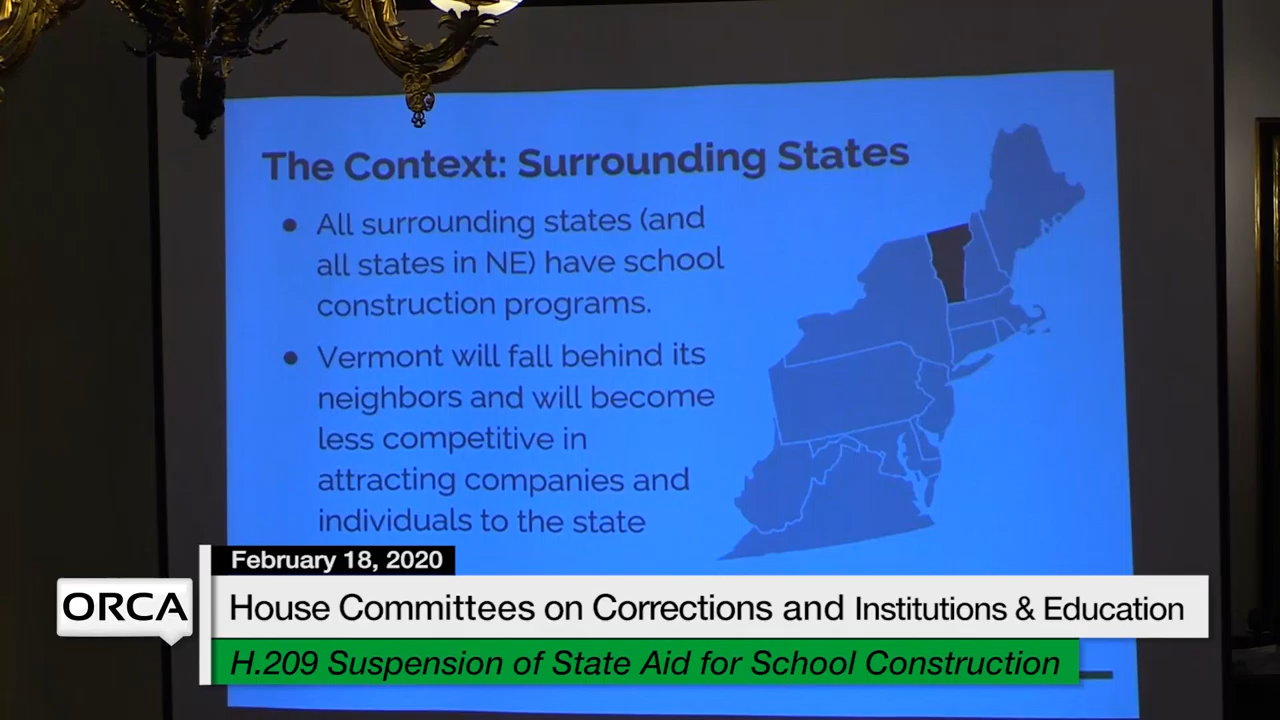 The Context: Surrounding States
● All surrounding states (and
all states in NE) have school
construction programs.
● Vermont will fall behind its
neighbors and will become
less competitive in
attracting companies and
individuals to the state
February 18, 2020
ORCA
House Committees on Corrections and Institutions & Education
H.209 Suspension of State Aid for School Construction